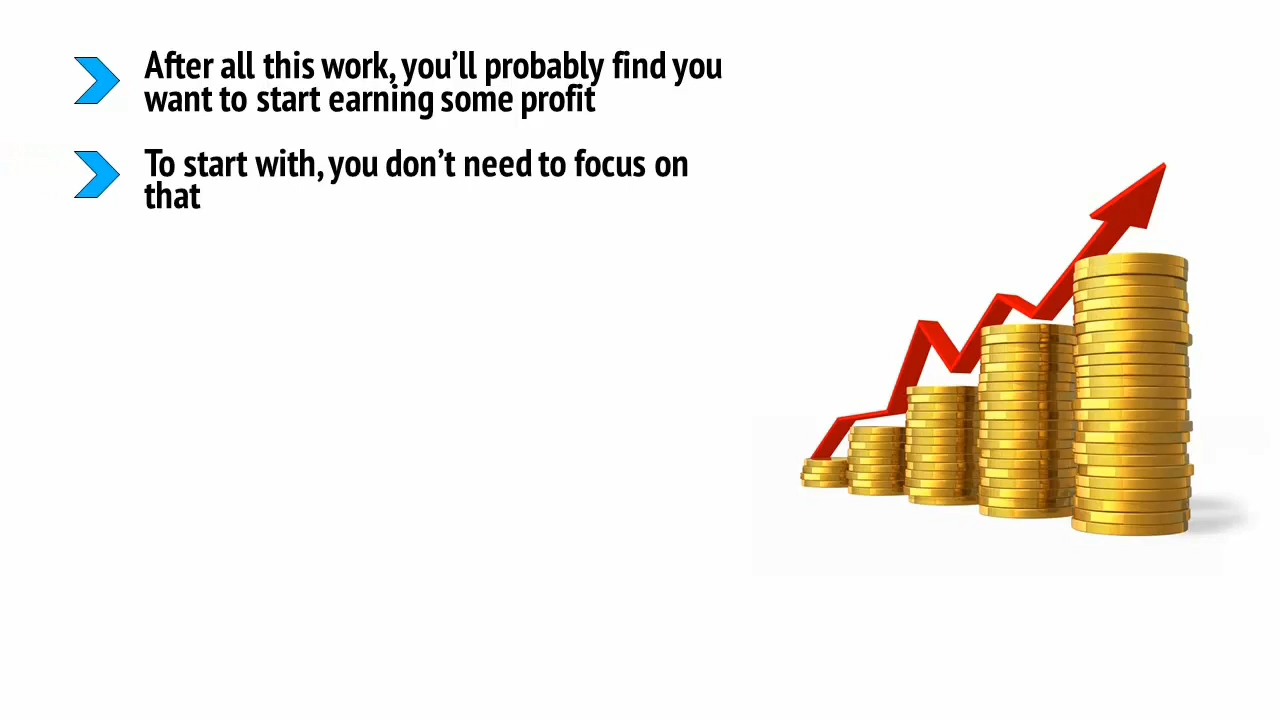 After all this work, you’ll probably find you
want to start earning some profit
To start with, you don’t need to focus on
that